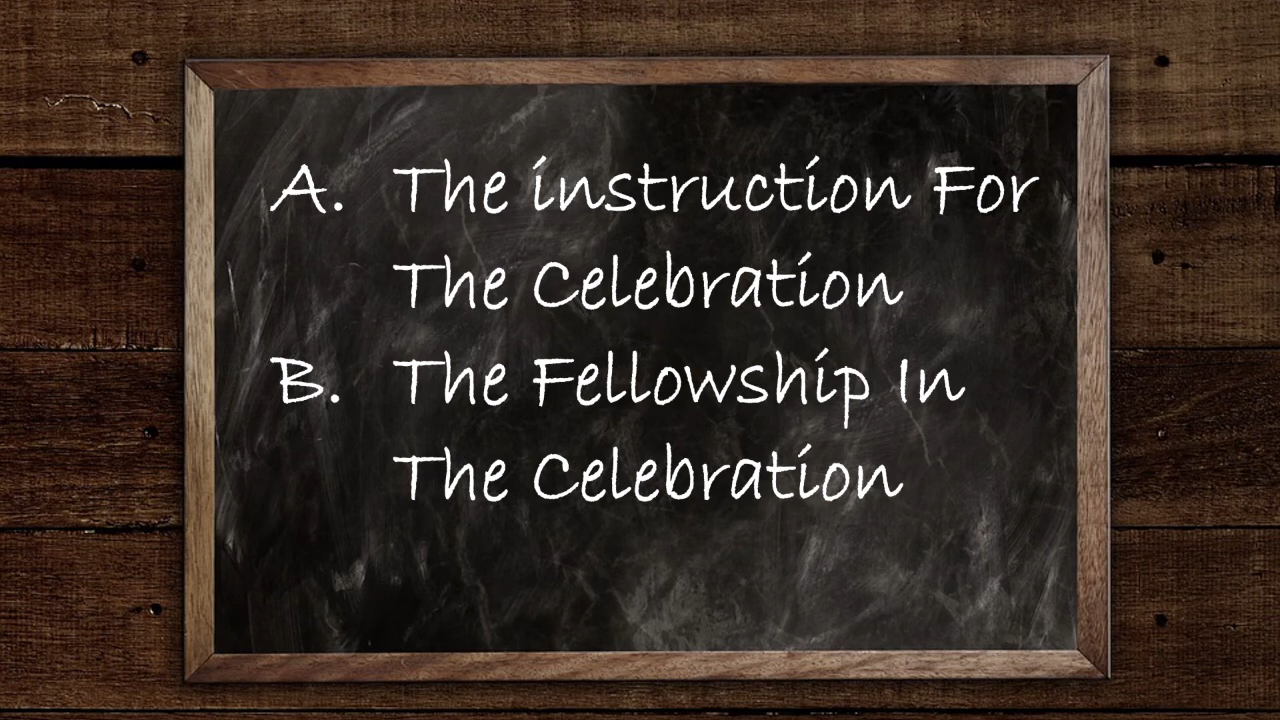 A. The instruction For
The Celebration
B. The Fellowship In
The Celebration